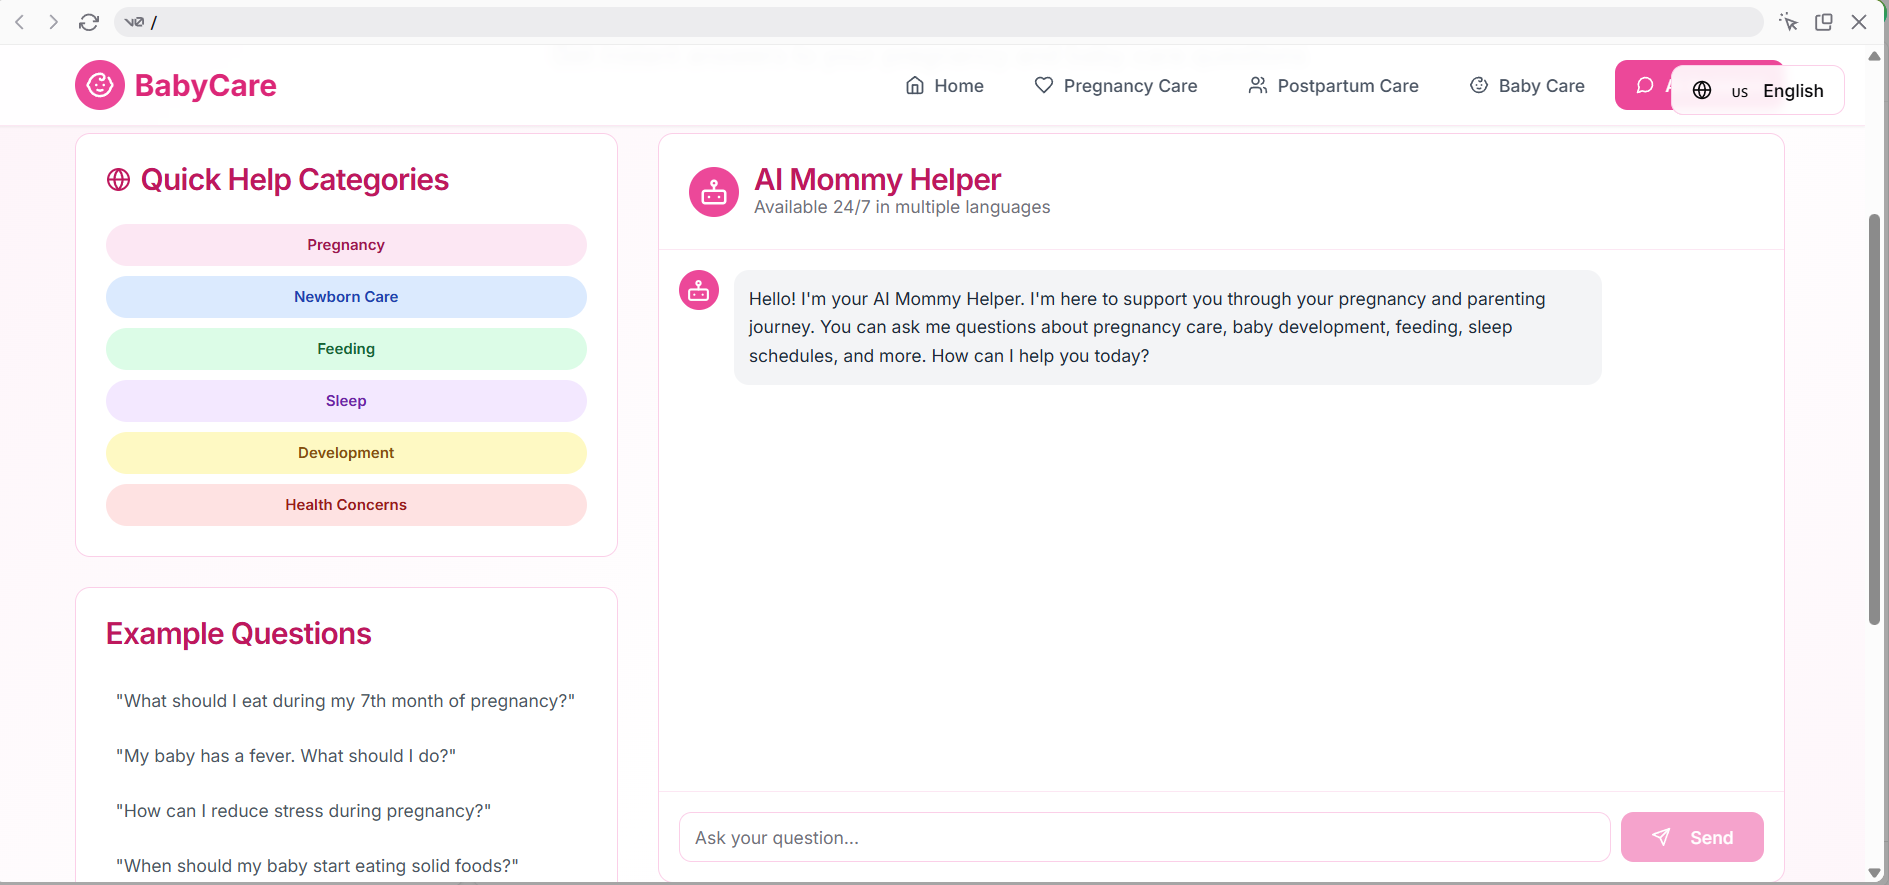 v0 /
BabyCare
Home
Pregnancy Care
Postpartum Care
Baby Care
us English
Quick Help Categories
Pregnancy
Newborn Care
Feeding
Sleep
Development
Health Concerns
Example Questions
"What should I eat during my 7th month of pregnancy?"
"My baby has a fever. What should I do?"
"How can I reduce stress during pregnancy?"
"When should my baby start eating solid foods?"
AI Mommy Helper
Available 24/7 in multiple languages
Hello! I'm your AI Mommy Helper. I'm here to support you through your pregnancy and parenting
journey. You can ask me questions about pregnancy care, baby development, feeding, sleep
schedules, and more. How can I help you today?
Ask your question...
Send